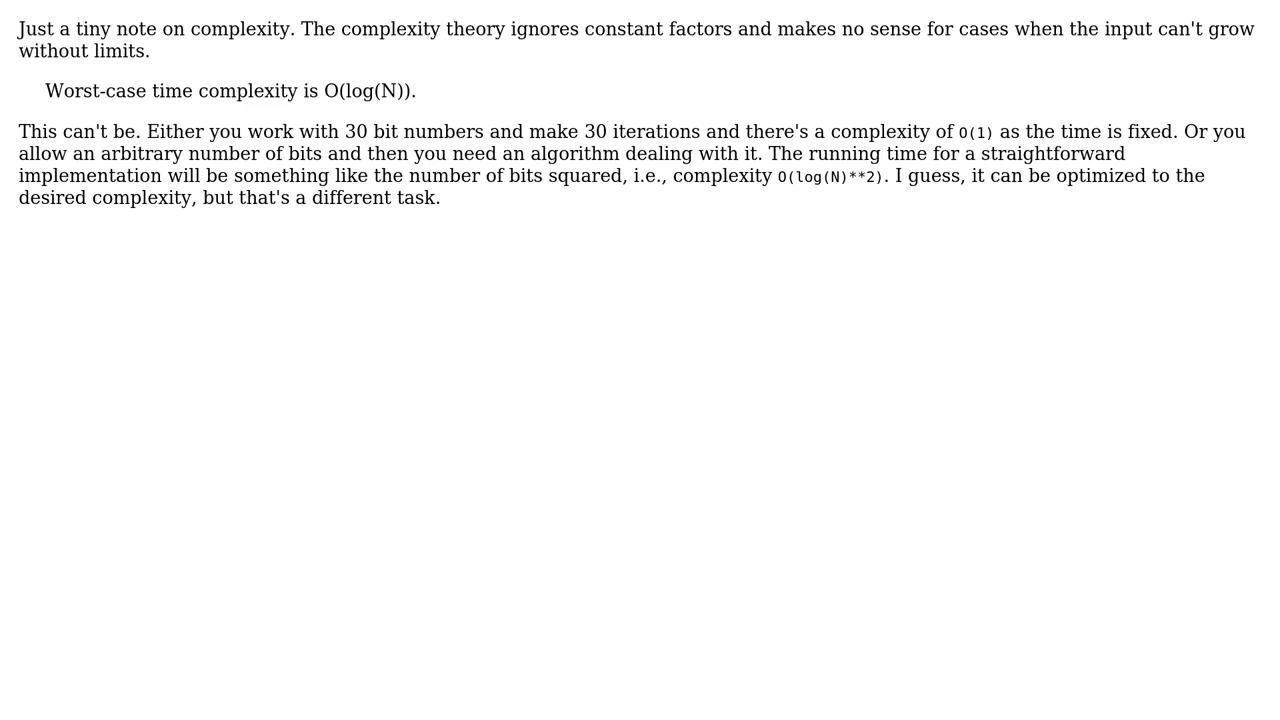 Just a tiny note on complexity. The complexity theory ignores constant factors and makes no sense for cases when the input can't grow
without limits.
Worst-case time complexity is O(log(N)).
This can't be. Either you work with 30 bit numbers and make 30 iterations and there's a complexity of O(1) as the time is fixed. Or you
allow an arbitrary number of bits and then you need an algorithm dealing with it. The running time for a straightforward
implementation will be something like the number of bits squared, i.e., complexity O(log(N)**2). I guess, it can be optimized to the
desired complexity, but that's a different task.